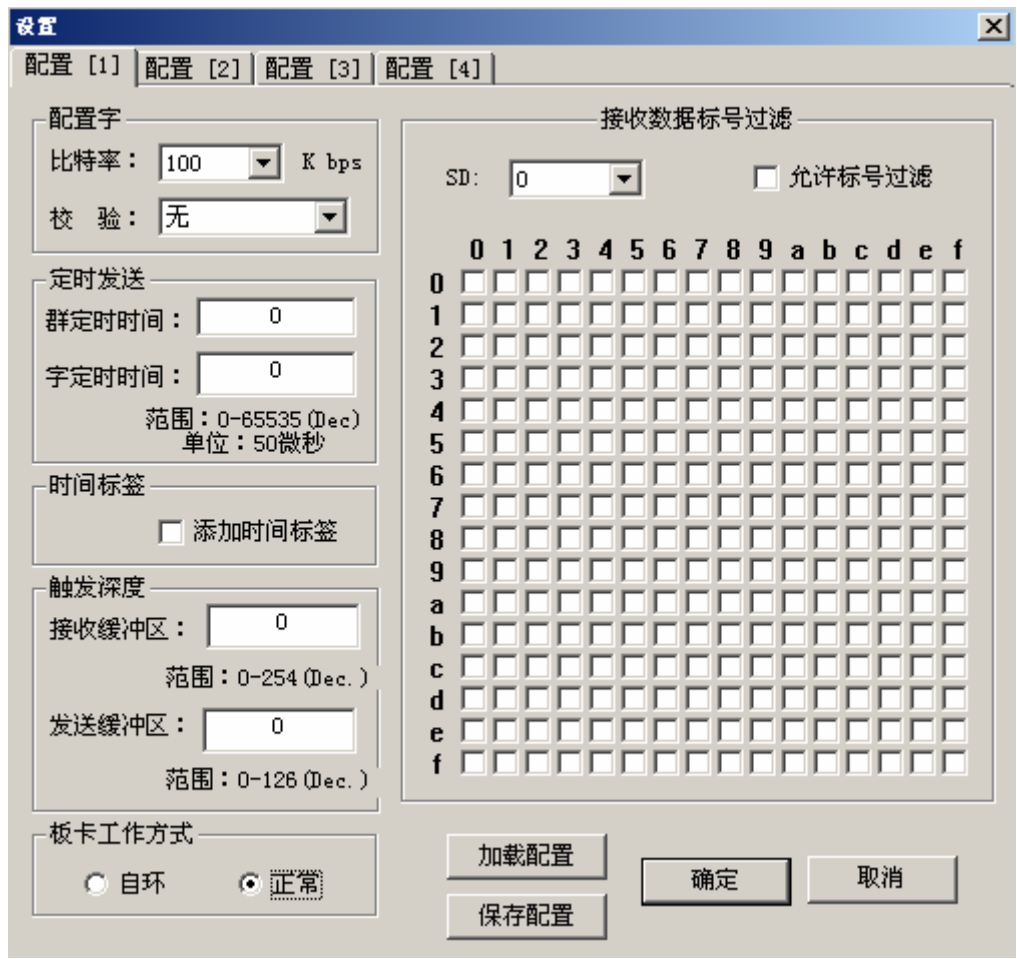 设置
配置 [1] 配置 [2] 配置 [3] 配置 [4]
配置字
比特率： 100 K bps
校 验： 无
定时发送
群定时时间： 0
字定时时间： 0
范围：0-65535(Dec)
单位：50微秒
时间标签
添加时间标签
触发深度
接收缓冲区： 0
范围：0-254(Dec.)
发送缓冲区： 0
范围：0-126(Dec.)
板卡工作方式
自环 正常
接收数据标号过滤
SD: 0 允许标号过滤
0 1 2 3 4 5 6 7 8 9 a b c d e f
0
1
2
3
4
5
6
7
8
9
a
b
c
d
e
f
加载配置
保存配置
确定 取消